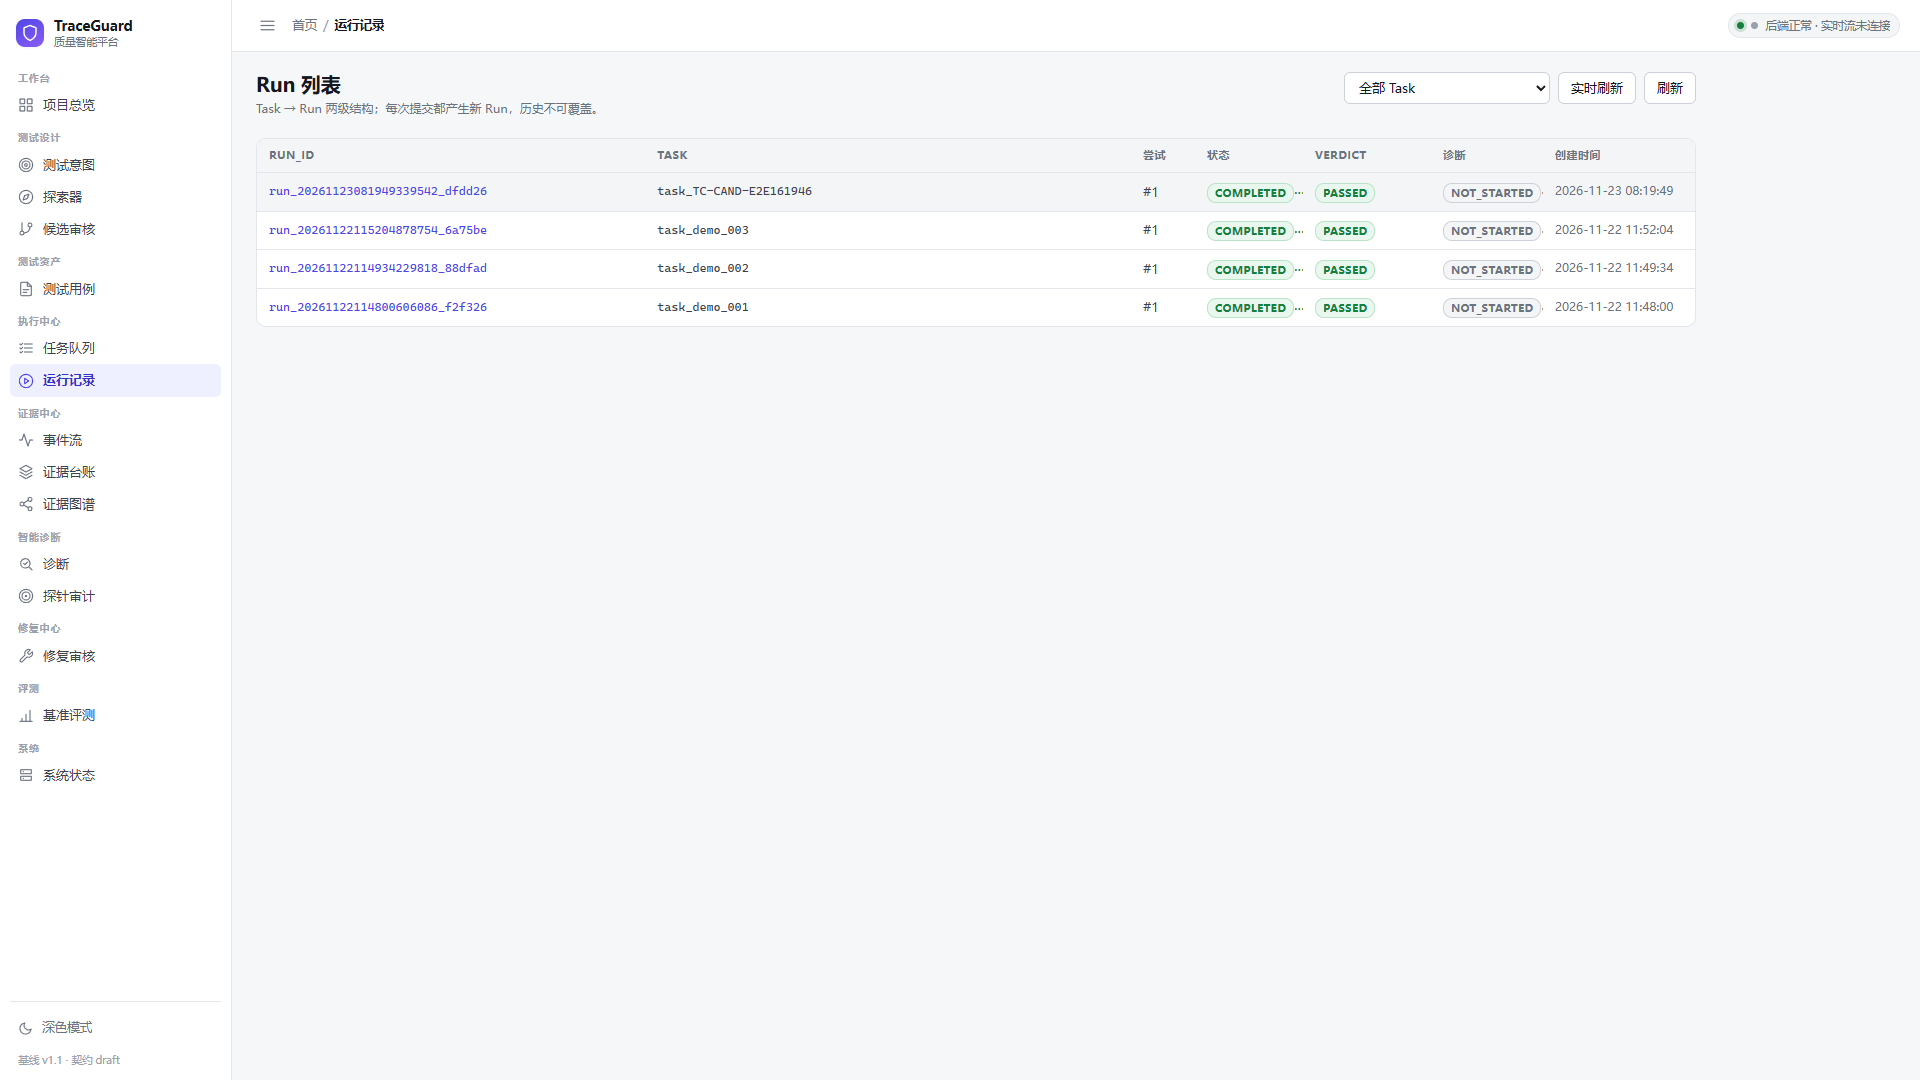 TraceGuard
质量智能平台
工作台
项目总览
测试设计
测试意图
探索器
候选审核
测试资产
测试用例
执行中心
任务队列
运行记录
证据中心
事件流
证据台账
证据图谱
智能诊断
诊断
探针审计
修复中心
修复审核
评测
基准评测
系统
系统状态
深色模式
基线 v1.1 · 契约 draft
首页 / 运行记录
后端正常 · 实时流未连接
Run 列表
Task → Run 两级结构；每次提交都产生新 Run，历史不可覆盖。
全部 Task 实时刷新 刷新
RUN_ID TASK 尝试 状态 VERDICT 诊断 创建时间
run_20261123081949339542_dfdd26 task_TC-CAND-E2E161946 #1 COMPLETED… PASSED NOT_STARTED 2026-11-23 08:19:49
run_20261122115204878754_6a75be task_demo_003 #1 COMPLETED… PASSED NOT_STARTED 2026-11-22 11:52:04
run_20261122114934229818_88dfad task_demo_002 #1 COMPLETED… PASSED NOT_STARTED 2026-11-22 11:49:34
run_20261122114800606086_f2f326 task_demo_001 #1 COMPLETED… PASSED NOT_STARTED 2026-11-22 11:48:00